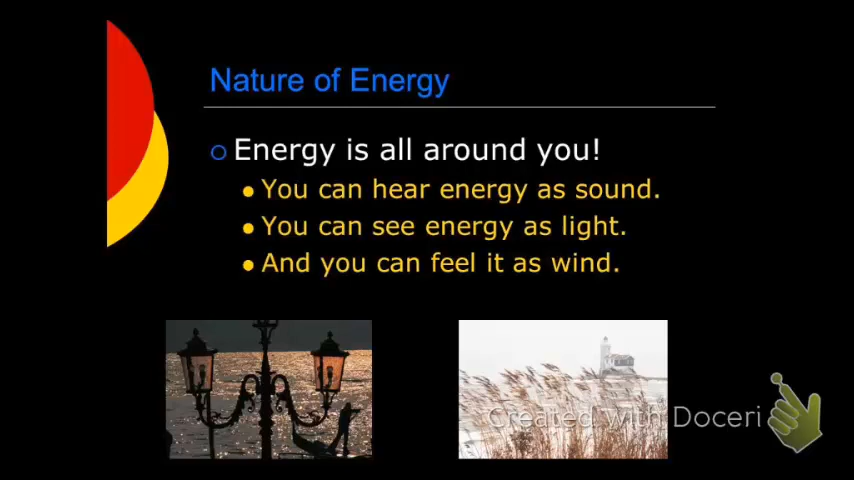 Nature of Energy
Energy is all around you!
You can hear energy as sound.
You can see energy as light.
And you can feel it as wind.
Created with Doceri